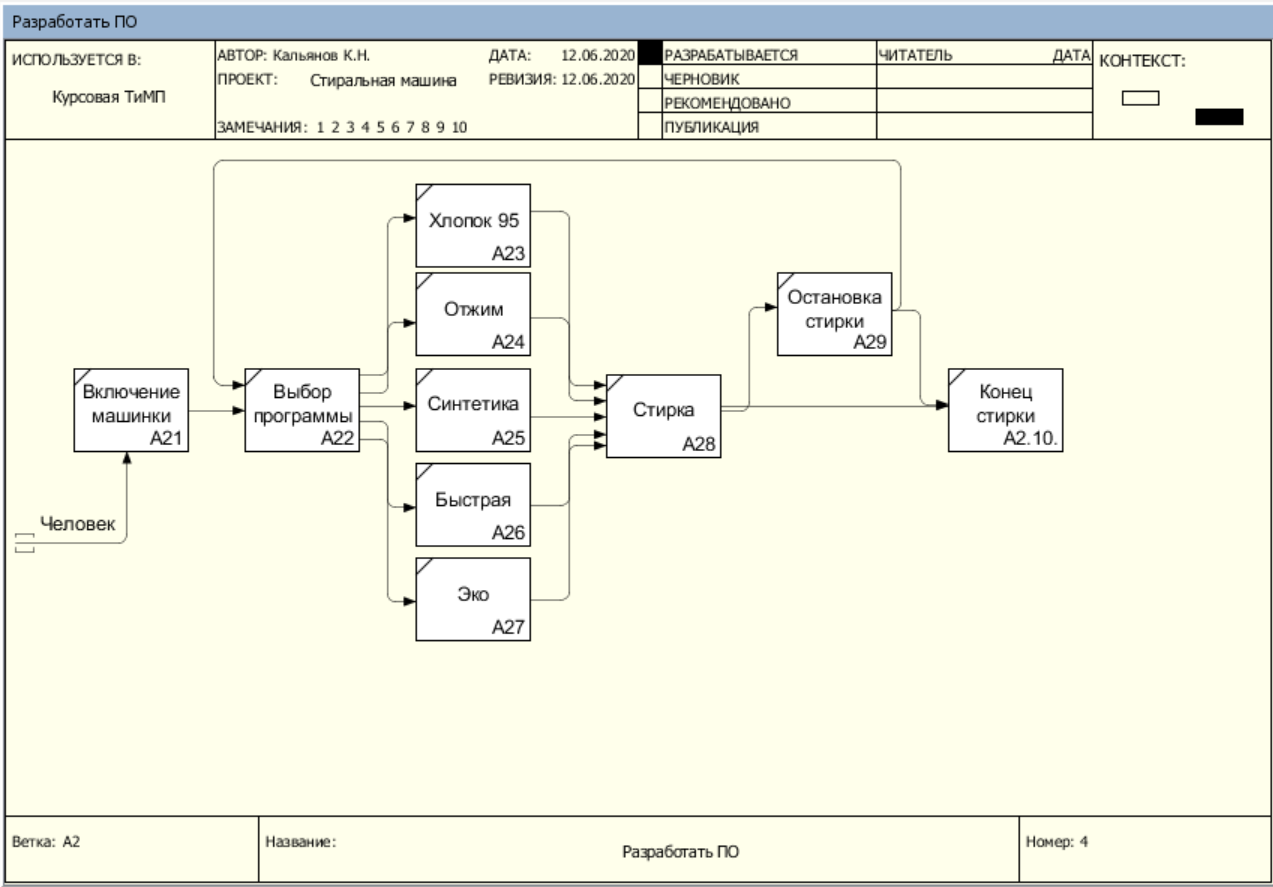 Разработать ПО
ИСПОЛЬЗУЕТСЯ В:
Курсовая ТиМП
АВТОР: Кальянов К.Н.
ДАТА: 12.06.2020
ПРОЕКТ: Стиральная машина
РЕВИЗИЯ: 12.06.2020
ЗАМЕЧАНИЯ: 1 2 3 4 5 6 7 8 9 10
РАЗРАБАТЫВАЕТСЯ
ЧЕРНОВИК
РЕКОМЕНДОВАНО
ПУБЛИКАЦИЯ
ЧИТАТЕЛЬ ДАТА
КОНТЕКСТ:
Хлопок 95
A23
Отжим
A24
Остановка
стирки
A29
Включение
машинки
A21
Выбор
программы
A22
Синтетика
A25
Стирка
A28
Конец
стирки
A2.10.
Быстрая
A26
Человек
Эко
A27
Ветка: A2
Название:
Разработать ПО
Номер: 4